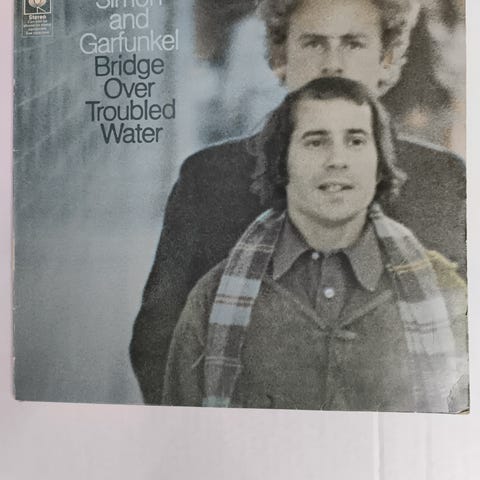 Stereo
Simon
and
Garfunkel
Bridge
Over
Troubled
Water